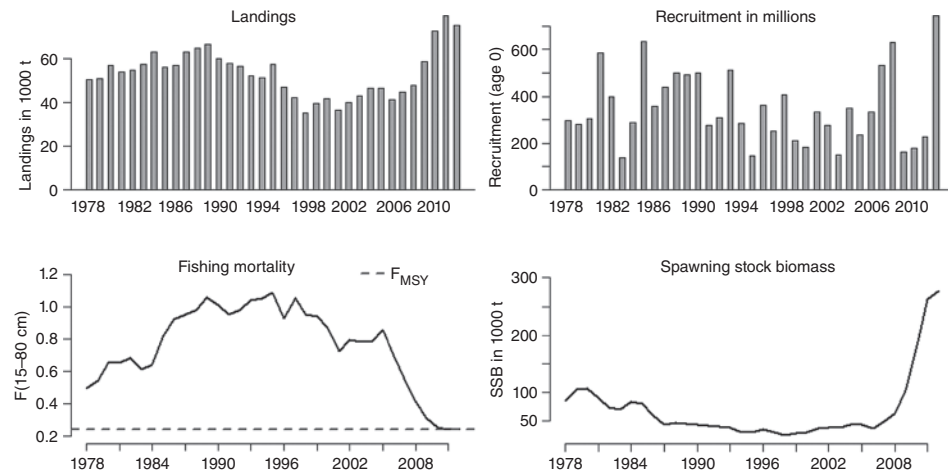 Landings
Landings in 1000 t
60
40
20
0
1978 1982 1986 1990 1994 1998 2002 2006 2010
Recruitment in millions
Recruitment (age 0)
600
400
200
0
1978 1982 1986 1990 1994 1998 2002 2006 2010
Fishing mortality
F(15–80 cm)
F MSY
1.2
1.0
0.8
0.6
0.4
0.2
1978 1984 1990 1996 2002 2008
Spawning stock biomass
SSB in 1000 t
300
200
100
50
1978 1984 1990 1996 2002 2008